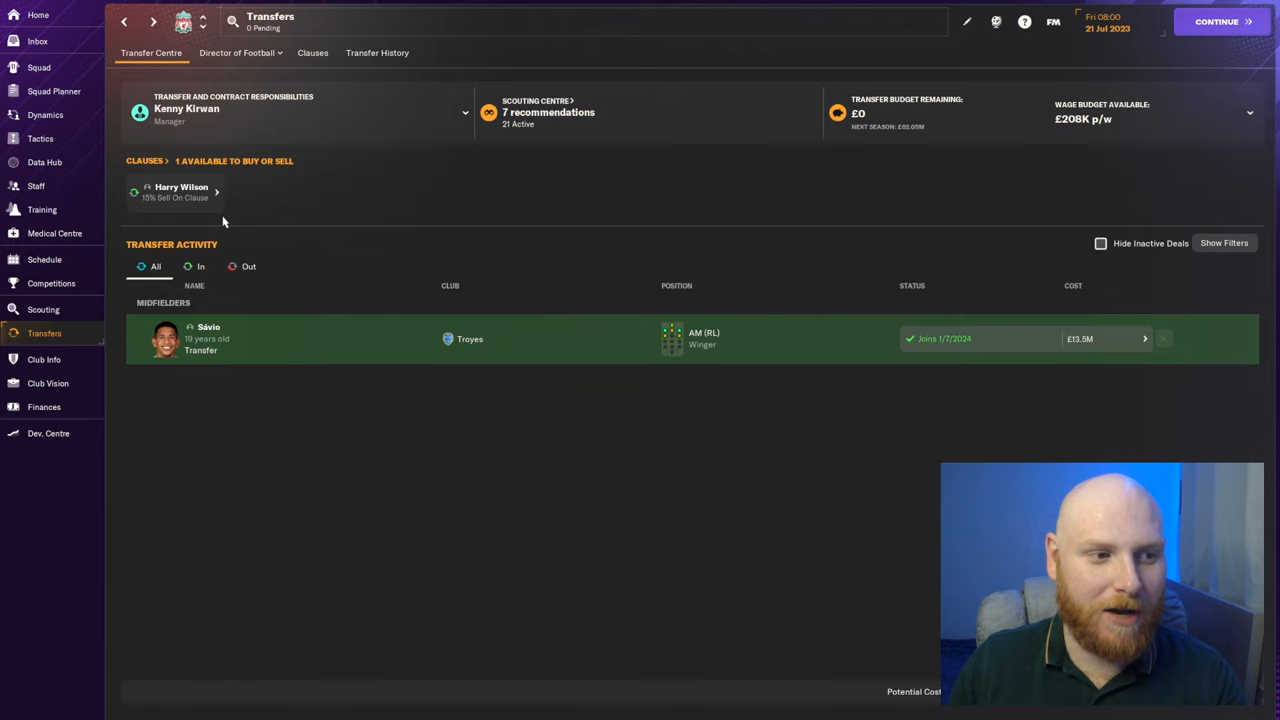 Home
Inbox
Squad
Squad Planner
Dynamics
Tactics
Data Hub
Staff
Training
Medical Centre
Schedule
Competitions
Scouting
Transfers
Club Info
Club Vision
Finances
Dev. Centre
Transfers
0 Pending
FM
Fri 08:00
21 Jul 2023
CONTINUE
Transfer Centre
Director of Football
Clauses
Transfer History
TRANSFER AND CONTRACT RESPONSIBILITIES
Kenny Kirwan
Manager
SCOUTING CENTRE
7 recommendations
21 Active
TRANSFER BUDGET REMAINING:
£0
NEXT SEASON: £62.05M
WAGE BUDGET AVAILABLE:
£208K p/w
CLAUSES 1 AVAILABLE TO BUY OR SELL
Harry Wilson
15% Sell On Clause
TRANSFER ACTIVITY
Hide Inactive Deals
Show Filters
All In Out
NAME CLUB POSITION STATUS COST
MIDFIELDERS
Sávio
19 years old
Transfer
Troyes
AM (RL)
Winger
Joins 1/7/2024
£13.5M
Potential Cost